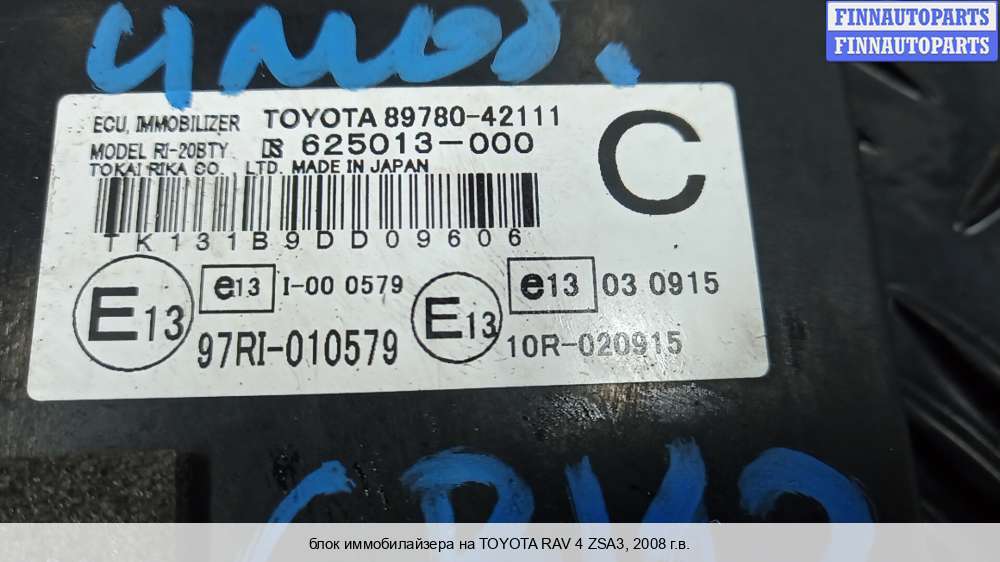 FINNAUTOPARTS
FINNAUTOPARTS
ECU, IMMOBILIZER TOYOTA 89780-42111
MODEL RI-20BTY 625013-000
TOKAI RIKA CO., LTD. MADE IN JAPAN
C
TK131B9DD09606
E13 e13 I-00 0579 E13 e13 03 0915
97RI-010579 10R-020915
блок иммобилайзера на TOYOTA RAV 4 ZSA3, 2008 г.в.